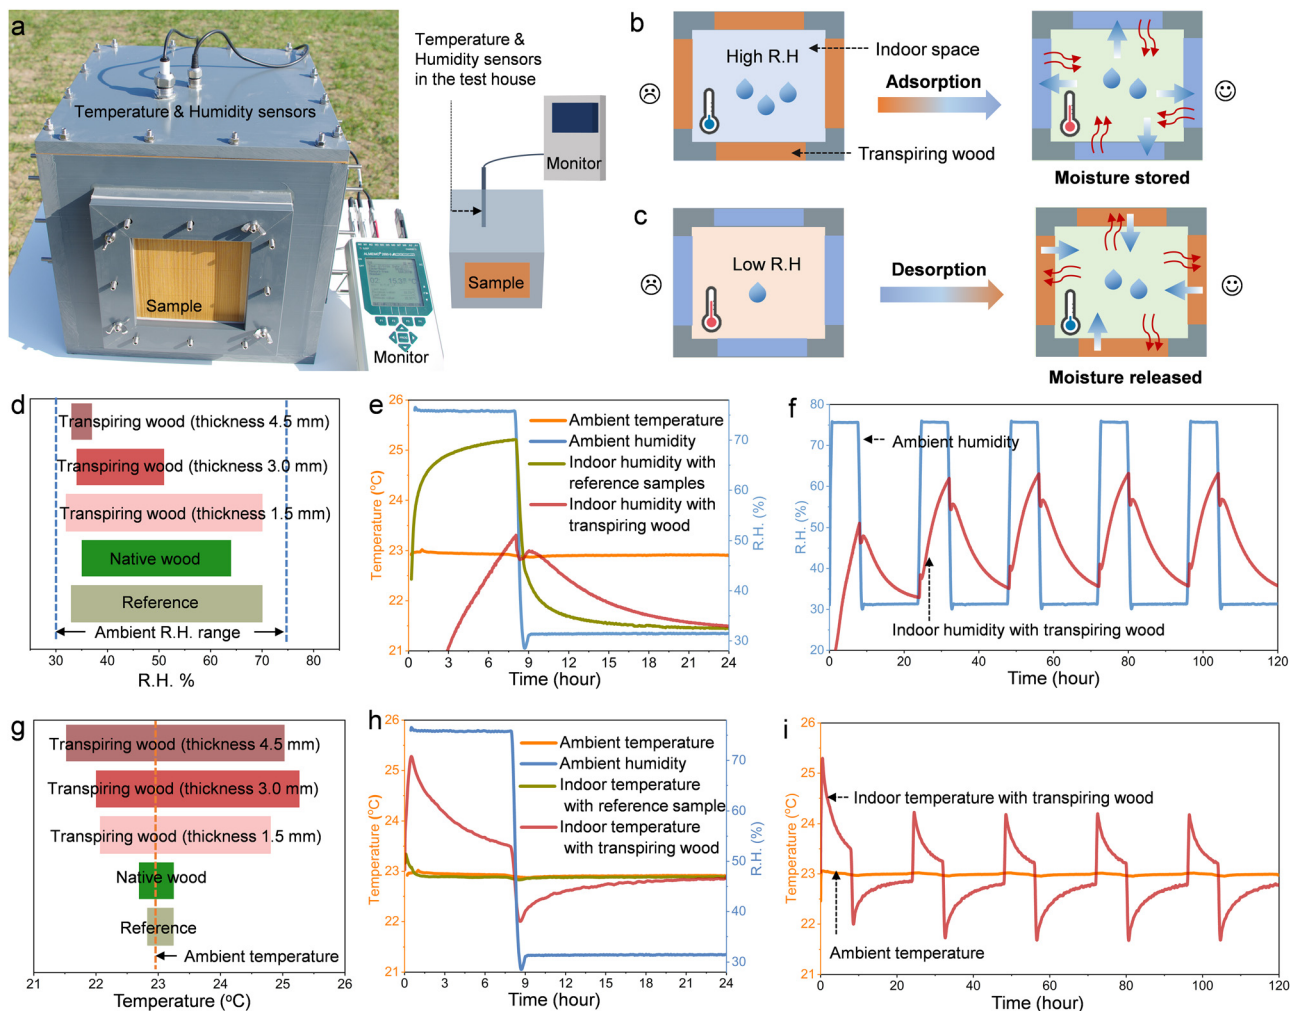 a
Temperature & Humidity sensors
Sample
Monitor
Temperature &
Humidity sensors
in the test house
Monitor
Sample
b
High R.H
Indoor space
Adsorption
Transpiring wood
Moisture stored
c
Low R.H
Desorption
Moisture released
d
Transpiring wood (thickness 4.5 mm)
Transpiring wood (thickness 3.0 mm)
Transpiring wood (thickness 1.5 mm)
Native wood
Reference
Ambient R.H. range
30 40 50 60 70 80
R.H. %
e
Temperature (ºC)
26
25
24
23
22
21
Ambient temperature
Ambient humidity
Indoor humidity with
reference samples
Indoor humidity with
transpiring wood
70
60
50
40
30
R.H. (%)
0 3 6 9 12 15 18 21 24
Time (hour)
f
R.H. (%)
80
70
60
50
40
30
20
Ambient humidity
Indoor humidity with transpiring wood
0 20 40 60 80 100 120
Time (hour)
g
Transpiring wood (thickness 4.5 mm)
Transpiring wood (thickness 3.0 mm)
Transpiring wood (thickness 1.5 mm)
Native wood
Reference
Ambient temperature
21 22 23 24 25 26
Temperature (ºC)
h
Temperature (ºC)
26
25
24
23
22
21
Ambient temperature
Ambient humidity
Indoor temperature
with reference sample
Indoor temperature
with transpiring wood
70
60
50
40
30
R.H. (%)
0 3 6 9 12 15 18 21 24
Time (hour)
i
Temperature (ºC)
26
25
24
23
22
21
Indoor temperature with transpiring wood
Ambient temperature
0 20 40 60 80 100 120
Time (hour)